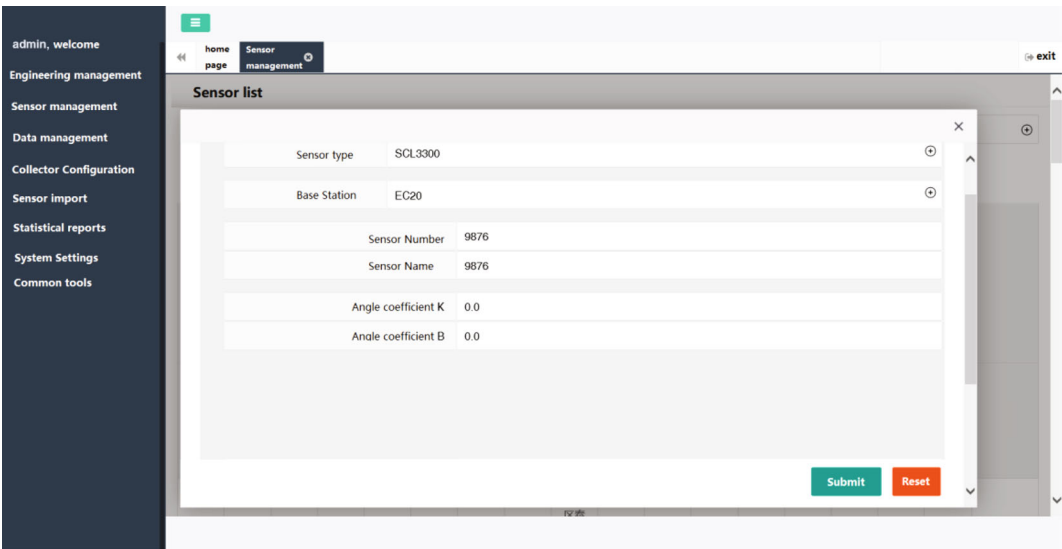 admin, welcome
Engineering management
Sensor management
Data management
Collector Configuration
Sensor import
Statistical reports
System Settings
Common tools
home
page
Sensor
management
exit
Sensor list
Sensor type SCL3300
Base Station EC20
Sensor Number 9876
Sensor Name 9876
Angle coefficient K 0.0
Angle coefficient B 0.0
Submit Reset